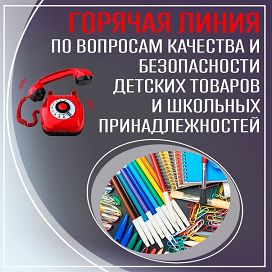 ГОРЯЧАЯ ЛИНИЯ
ПО ВОПРОСАМ КАЧЕСТВА И
БЕЗОПАСНОСТИ
ДЕТСКИХ ТОВАРОВ
И ШКОЛЬНЫХ
ПРИНАДЛЕЖНОСТЕЙ